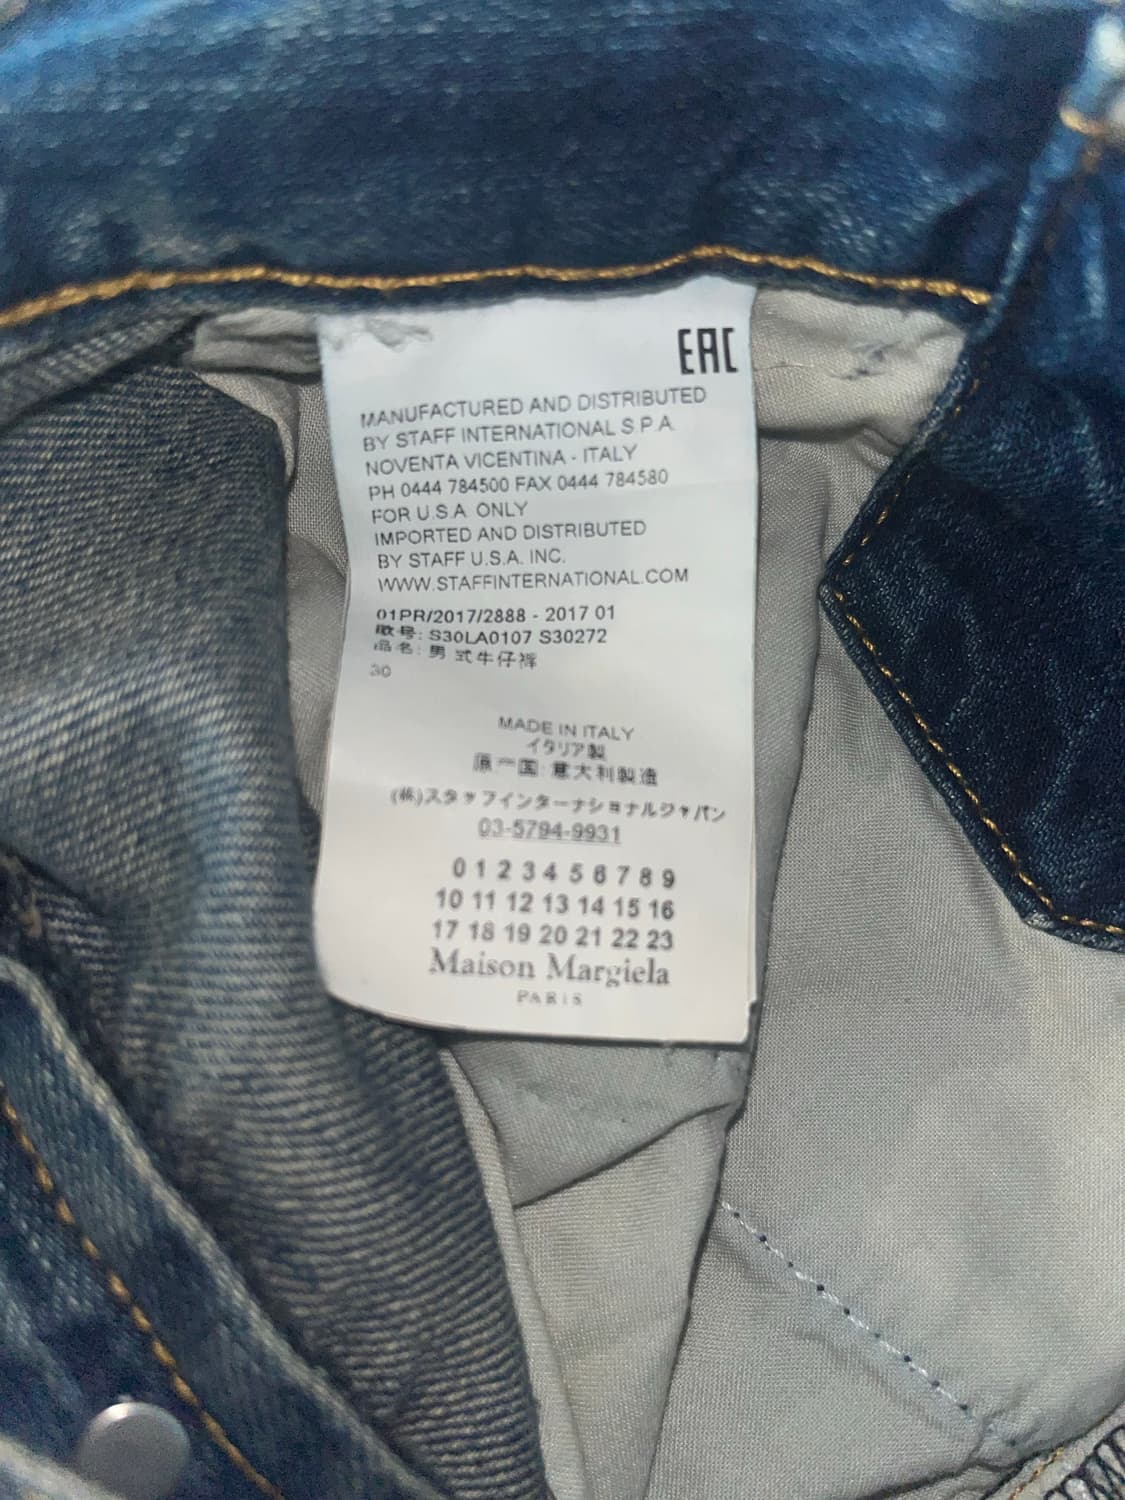 EAC
MANUFACTURED AND DISTRIBUTED
BY STAFF INTERNATIONAL S.P.A.
NOVENTA VICENTINA - ITALY
PH 0444 784500 FAX 0444 784580
FOR U.S.A. ONLY
IMPORTED AND DISTRIBUTED
BY STAFF U.S.A. INC.
WWW.STAFFINTERNATIONAL.COM
01PR/2017/2888 - 2017 01
款号: S30LA0107 S30272
品名: 男式牛仔裤
30
MADE IN ITALY
イタリア製
原一国: 意大利製造
(株)スタッフインターナショナルジャパン
03-5794-9931
0 1 2 3 4 5 6 7 8 9
10 11 12 13 14 15 16
17 18 19 20 21 22 23
Maison Margiela
PARIS